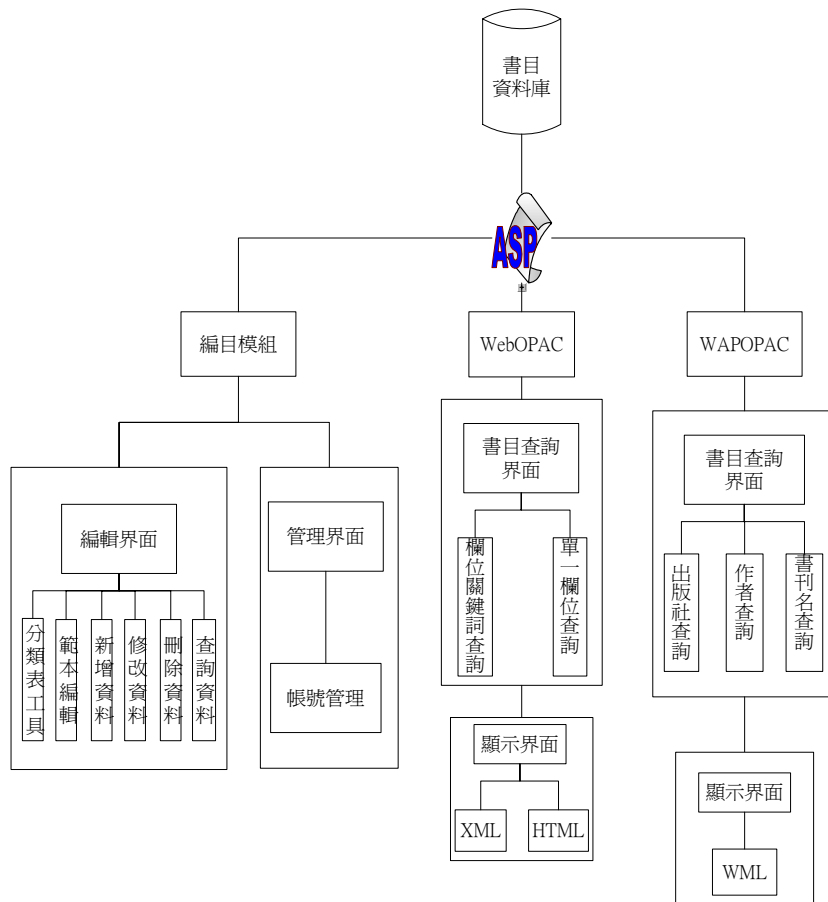 書目
資料庫
ASP
編目模組
WebOPAC
WAPOPAC
編輯界面
分類表工具
範本編輯
新增資料
修改資料
刪除資料
查詢資料
管理界面
帳號管理
書目查詢
界面
欄位關鍵詞查詢
單一欄位查詢
顯示界面
XML
HTML
書目查詢
界面
出版社查詢
作者查詢
書刊名查詢
顯示界面
WML